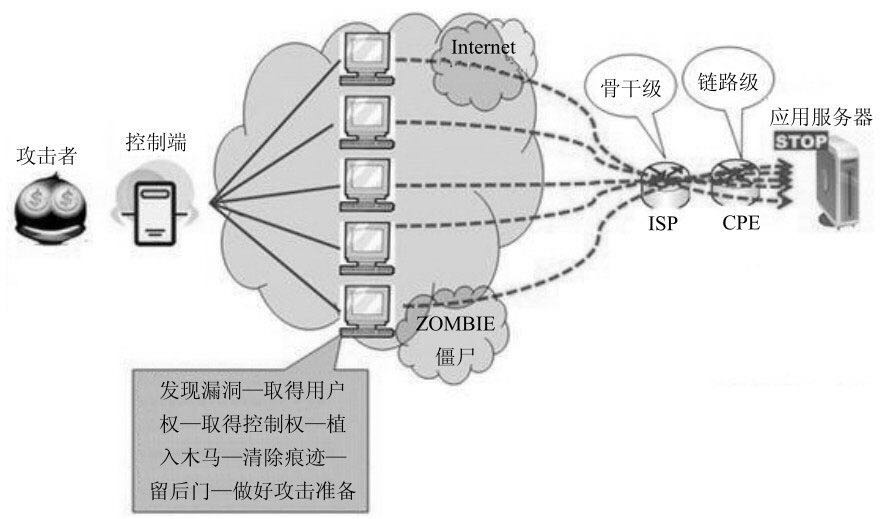 Internet
骨干级
链路级
应用服务器
STOP
攻击者
控制端
ISP
CPE
ZOMBIE
僵尸
发现漏洞—取得用户
权—取得控制权—植
入木马—清除痕迹—
留后门—做好攻击准备